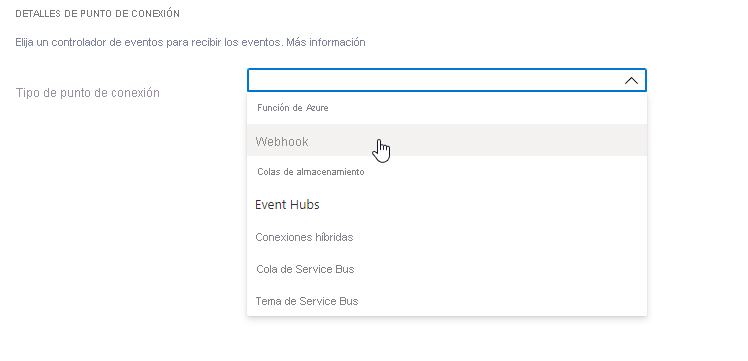 DETALLES DE PUNTO DE CONEXIÓN
Elija un controlador de eventos para recibir los eventos. Más información
Tipo de punto de conexión
Función de Azure
Webhook
Colas de almacenamiento
Event Hubs
Conexiones híbridas
Cola de Service Bus
Tema de Service Bus